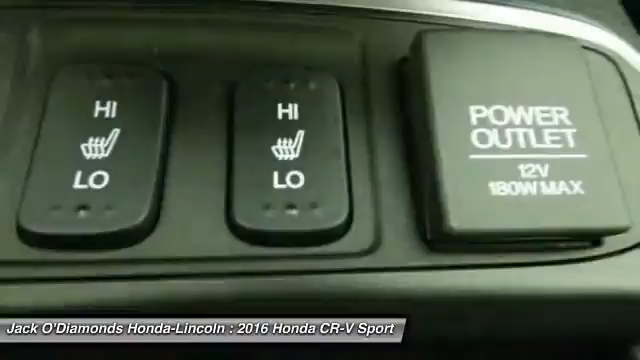 HI
LO
HI
LO
POWER
OUTLET
12V
180W MAX
Jack O'Diamonds Honda-Lincoln : 2016 Honda CR-V Sport